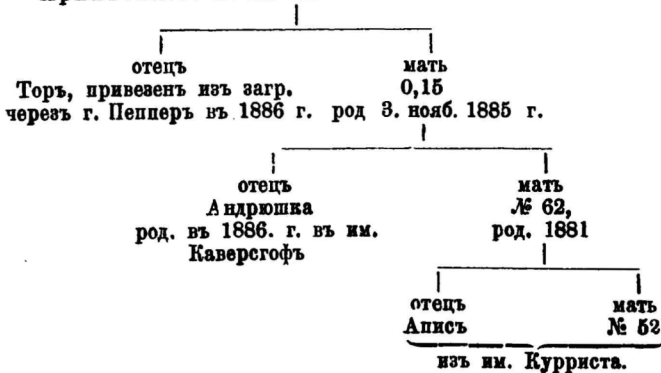 отецъ мать
Торъ, привезенъ изъ загр. 0,15
черезъ г. Пепперъ въ 1886 г. род 3. нояб. 1885 г.
отецъ мать
Андрюшка № 62,
род. въ 1886. г. въ им. род. 1881
Каверсгофъ
отецъ мать
Аписъ № 52
изъ им. Курриста.